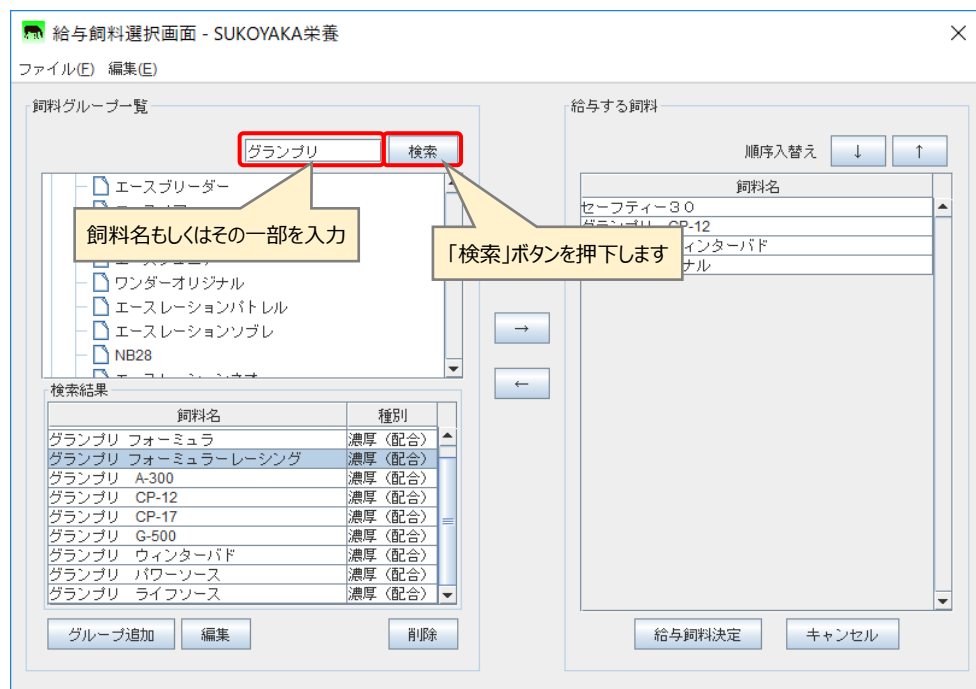 給与飼料選択画面 - SUKOYAKA栄養
ファイル(F) 編集(E)
飼料グループ一覧
グランプリ 検索
エースブリーダー
飼料名もしくはその一部を入力
ワンダーオリジナル
エースレーションパトレル
エースレーションソブレ
NB28
検索結果
飼料名 種別
グランプリ フォーミュラ 濃厚(配合)
グランプリ フォーミュラーレーシング 濃厚(配合)
グランプリ A-300 濃厚(配合)
グランプリ CP-12 濃厚(配合)
グランプリ CP-17 濃厚(配合)
グランプリ G-500 濃厚(配合)
グランプリ ウィンターバド 濃厚(配合)
グランプリ パワーソース 濃厚(配合)
グランプリ ライフソース 濃厚(配合)
グループ追加 編集 削除
「検索」ボタンを押下します
→
←
給与する飼料
順序入替え ↓ ↑
飼料名
セーフティー30
グランプリ CP-12
ィンターバド
ナル
給与飼料決定 キャンセル